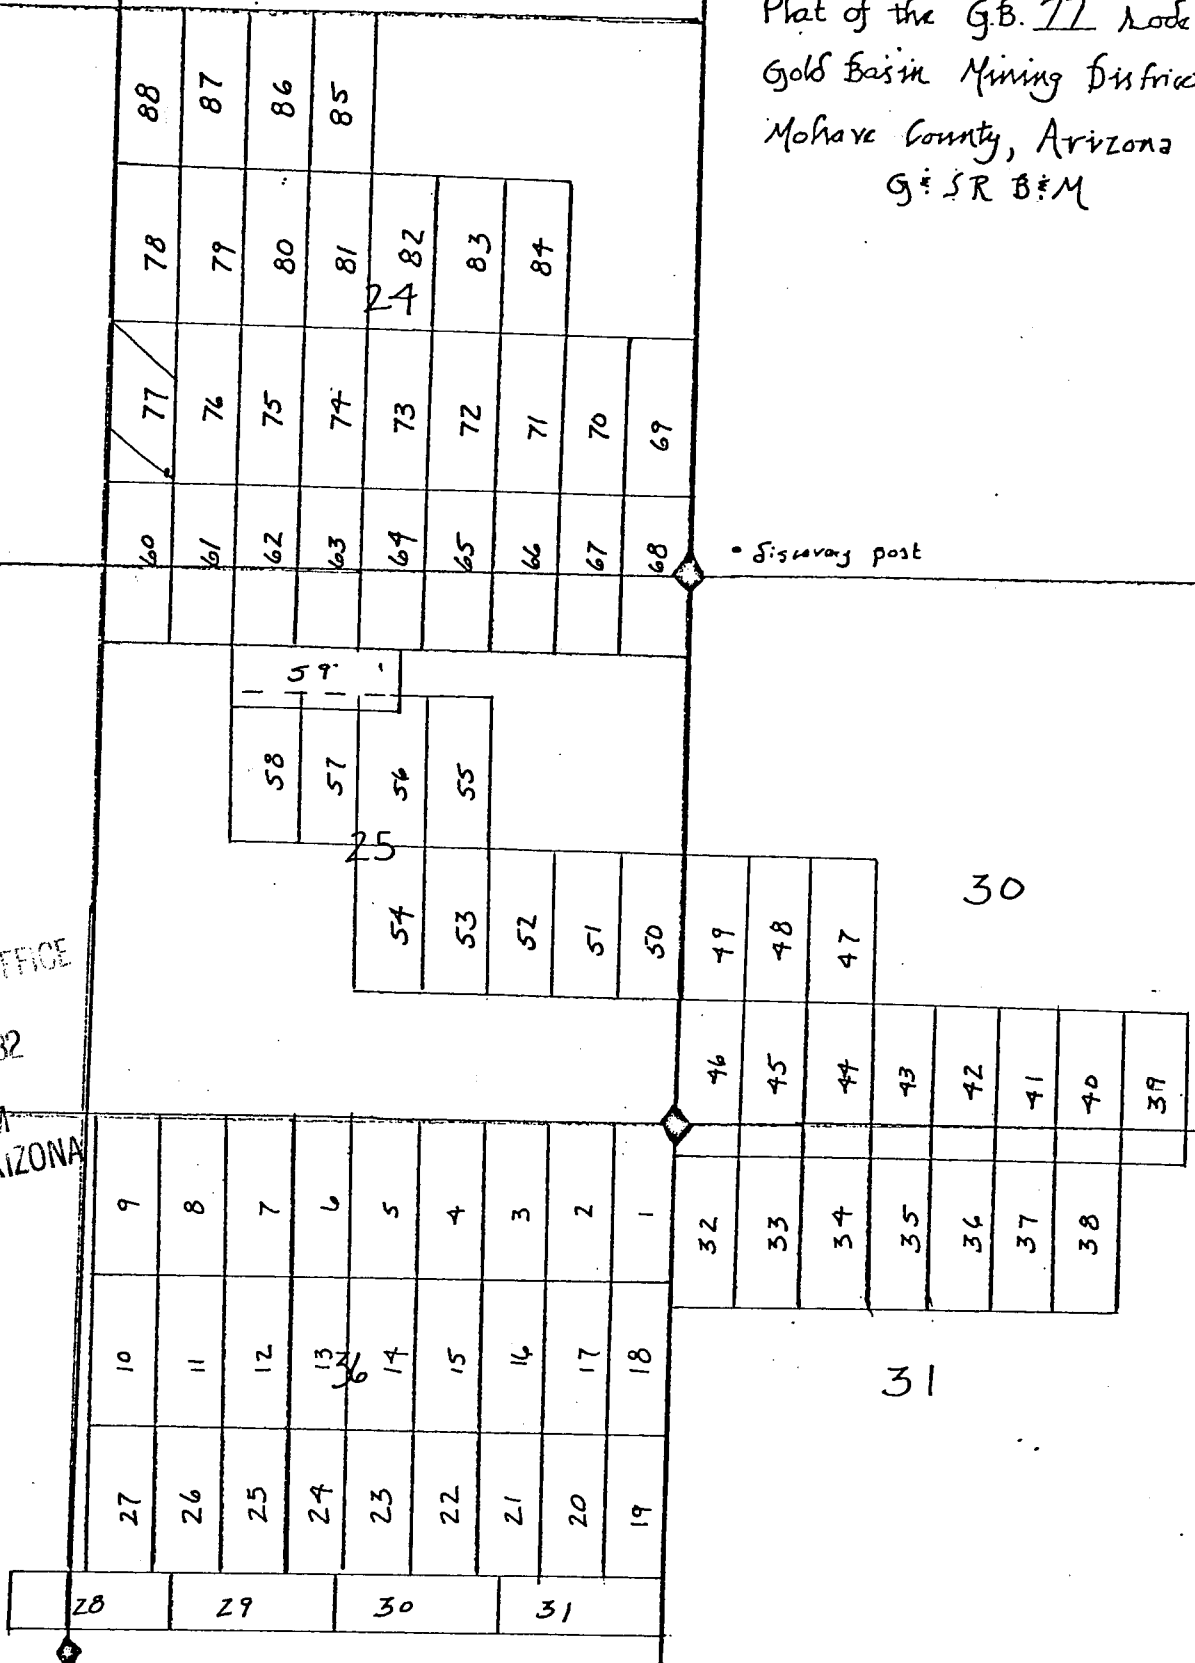 Plat of the G.B. 77 Lode
Gold Basin Mining Distric
Mohave County, Arizona
G & S R B & M
88 87 86 85
78 79 80 81 82 83 84
24
77 76 75 74 73 72 71 70 69
60 61 62 63 64 65 66 67 68
• discovery post
59
58 57 56 55
25
54 53 52 51 50 49 48 47
30
FFICE
82
46 45 44 43 42 41 40 39
M
IZONA
9 8 7 6 5 4 3 2 1
32 33 34 35 36 37 38
10 11 12 13 14 15 16 17 18
36
31
27 26 25 24 23 22 21 20 19
28 29 30 31